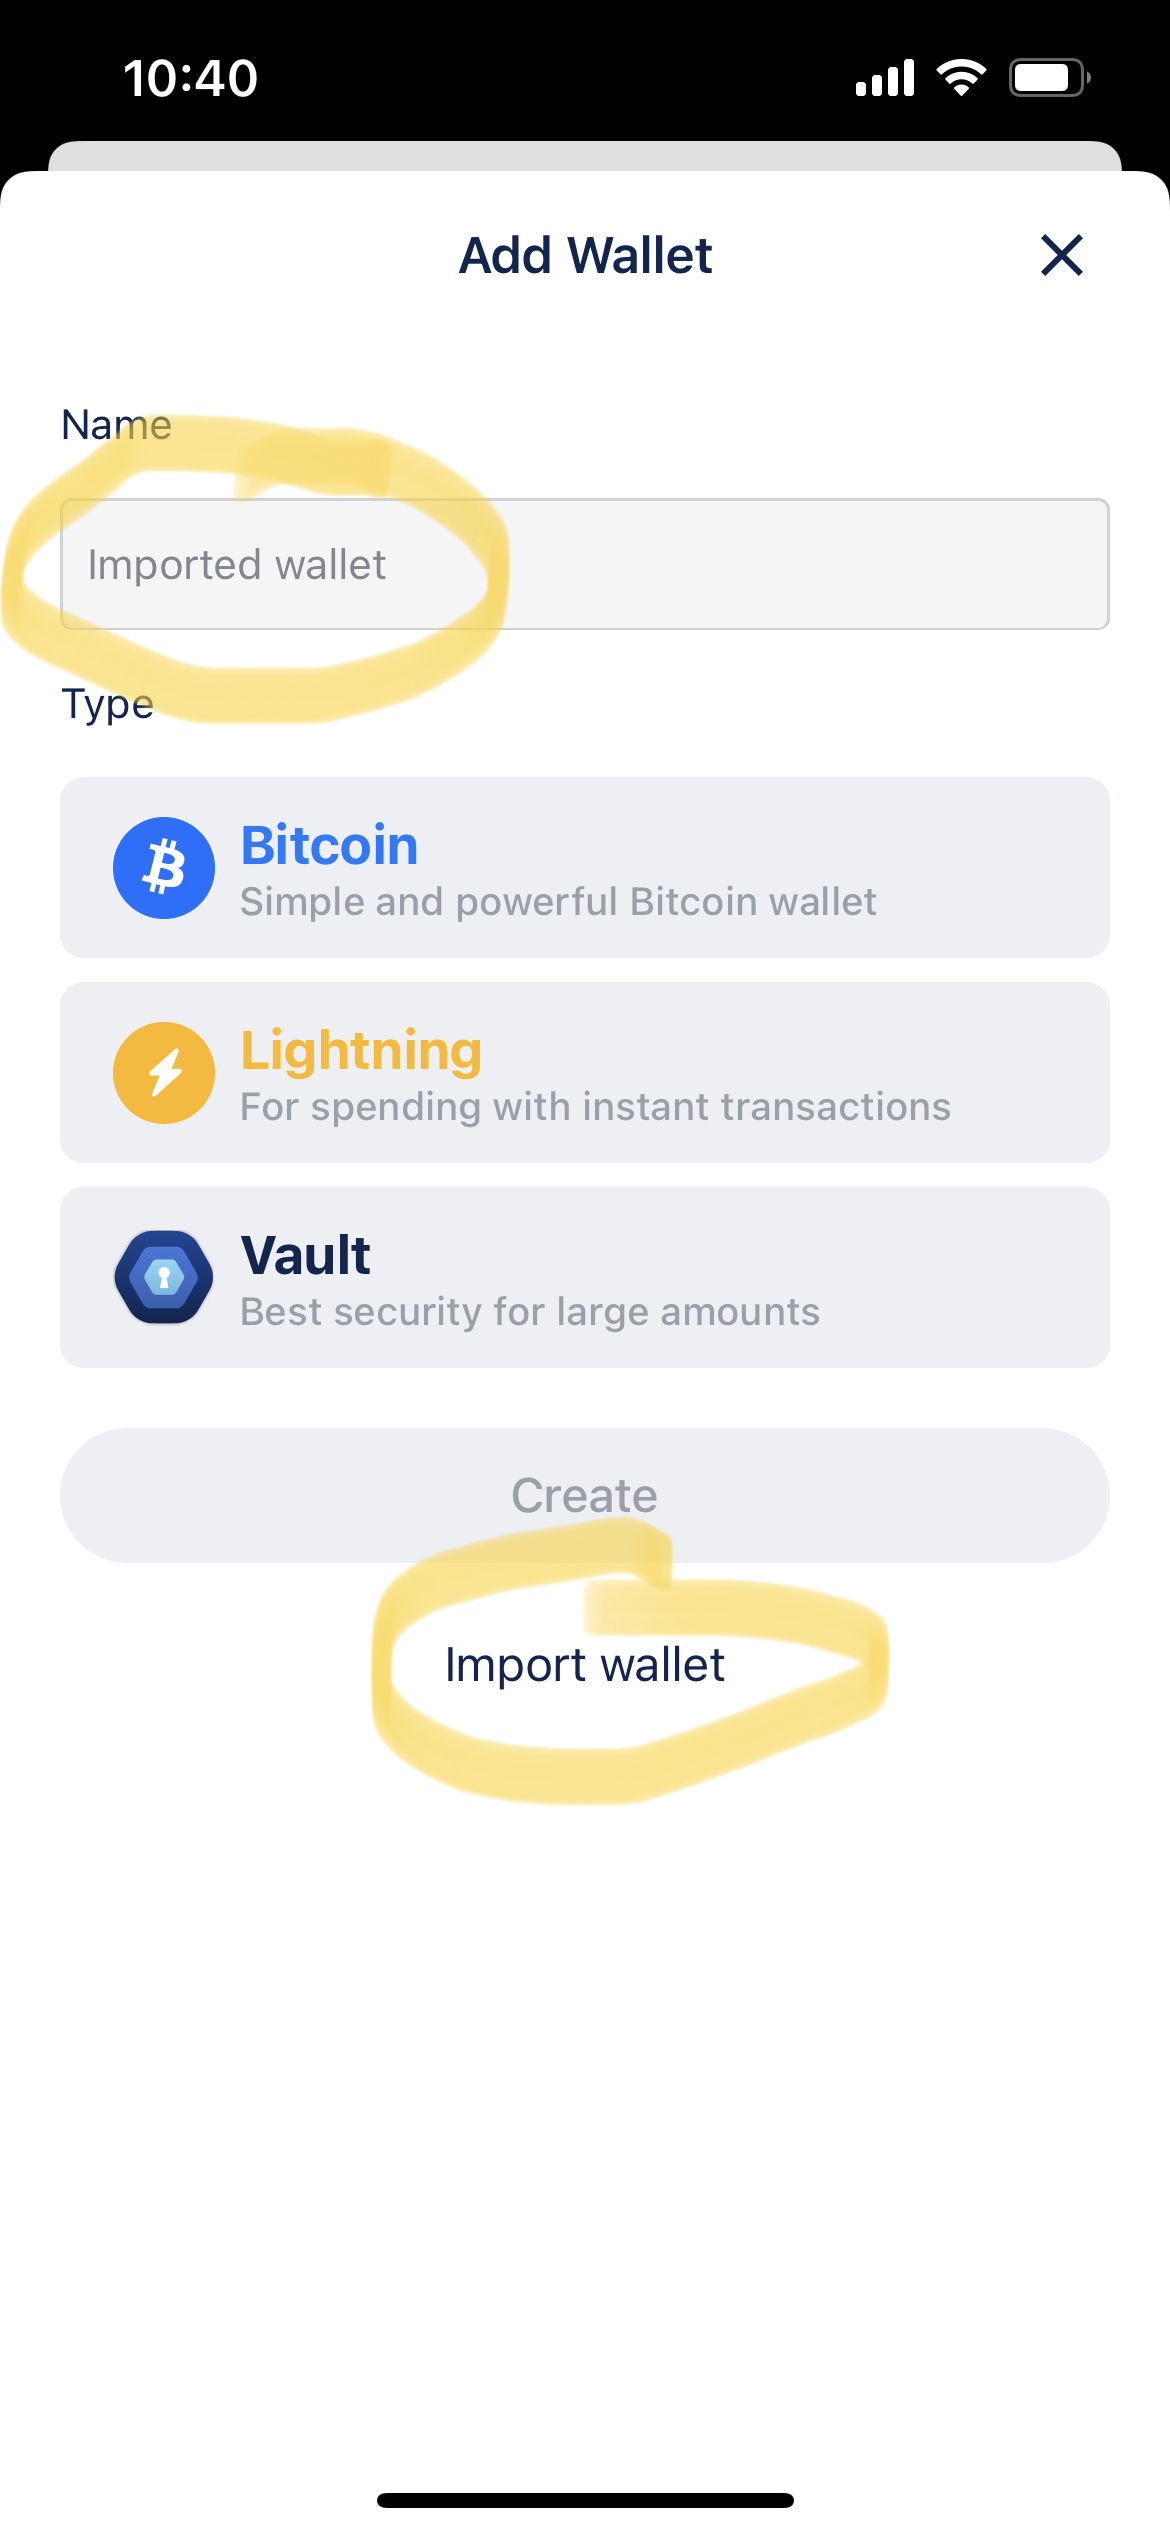 10:40
Add Wallet
Name
Imported wallet
Type
Bitcoin
Simple and powerful Bitcoin wallet
Lightning
For spending with instant transactions
Vault
Best security for large amounts
Create
Import wallet